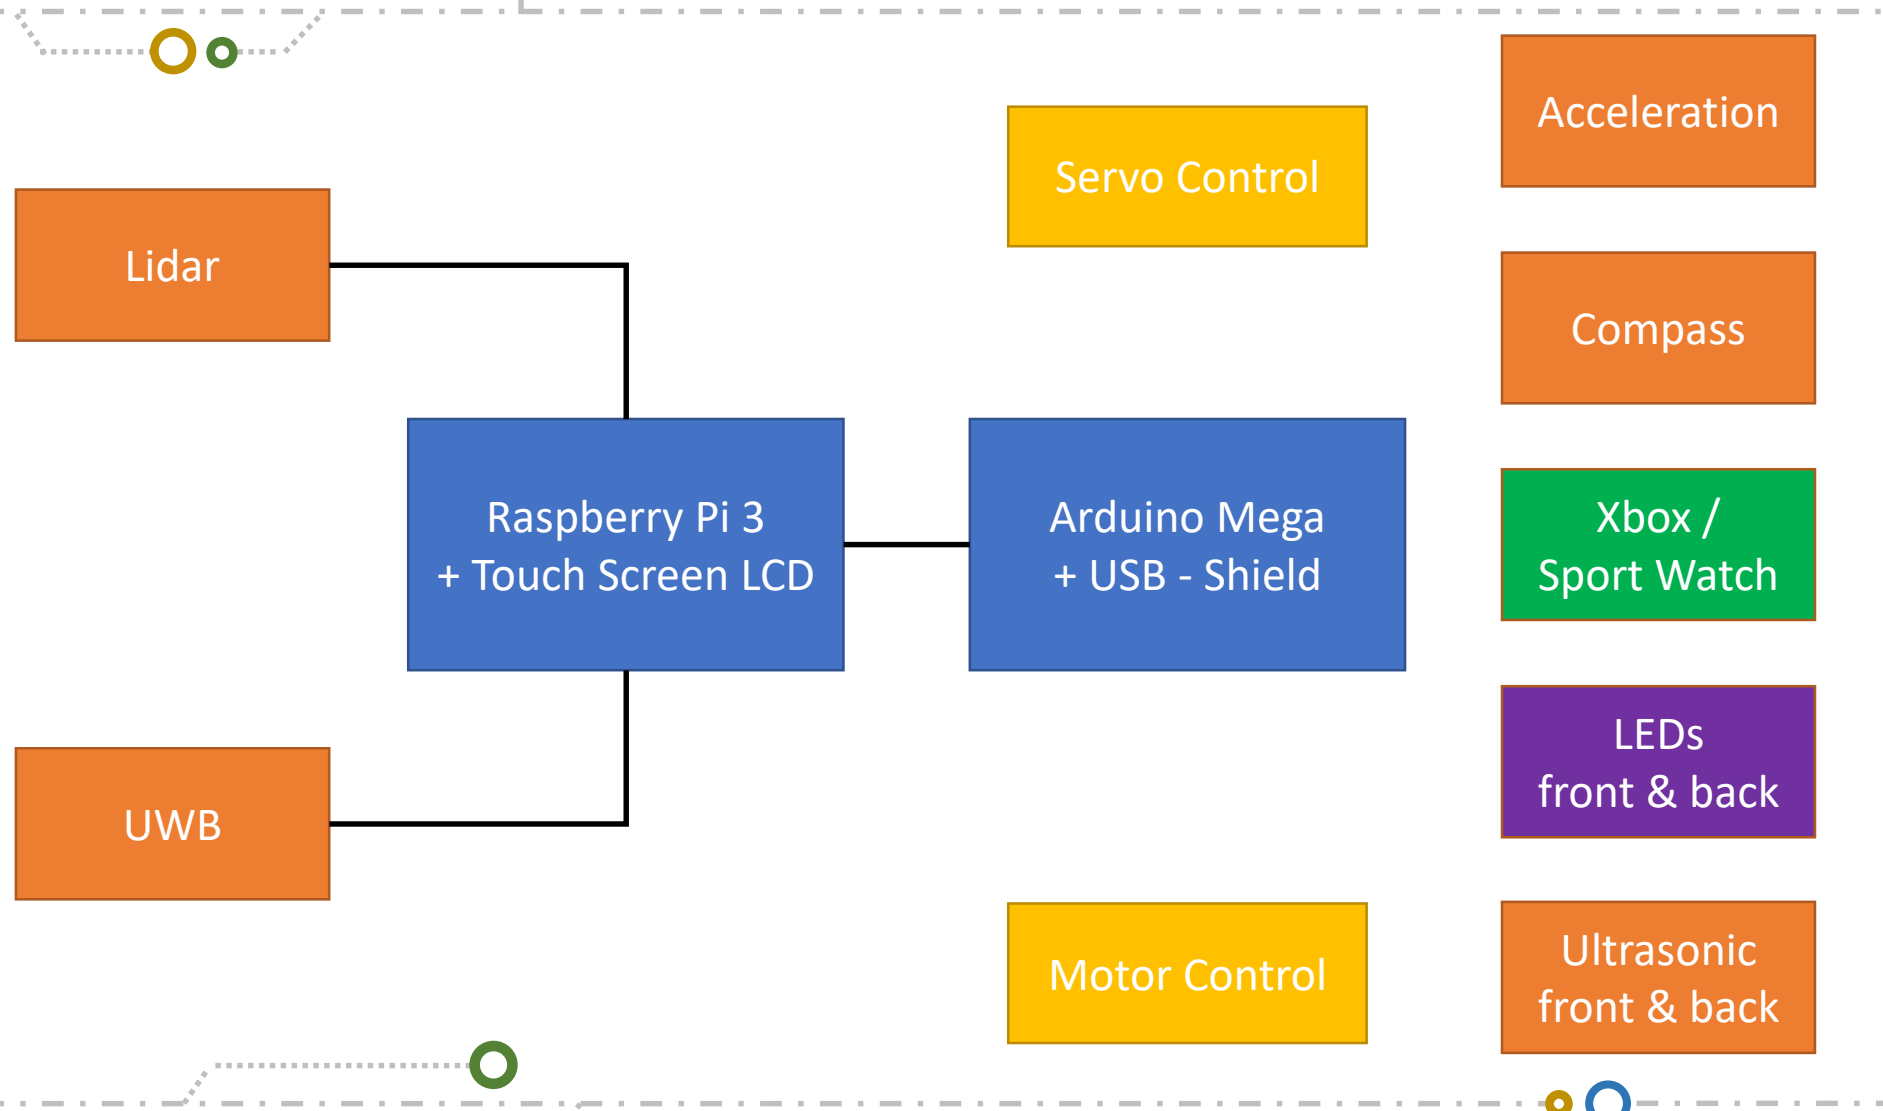 Acceleration
Servo Control
Lidar
Compass
Raspberry Pi 3
+ Touch Screen LCD
Arduino Mega
+ USB - Shield
Xbox /
Sport Watch
LEDs
front & back
UWB
Motor Control
Ultrasonic
front & back